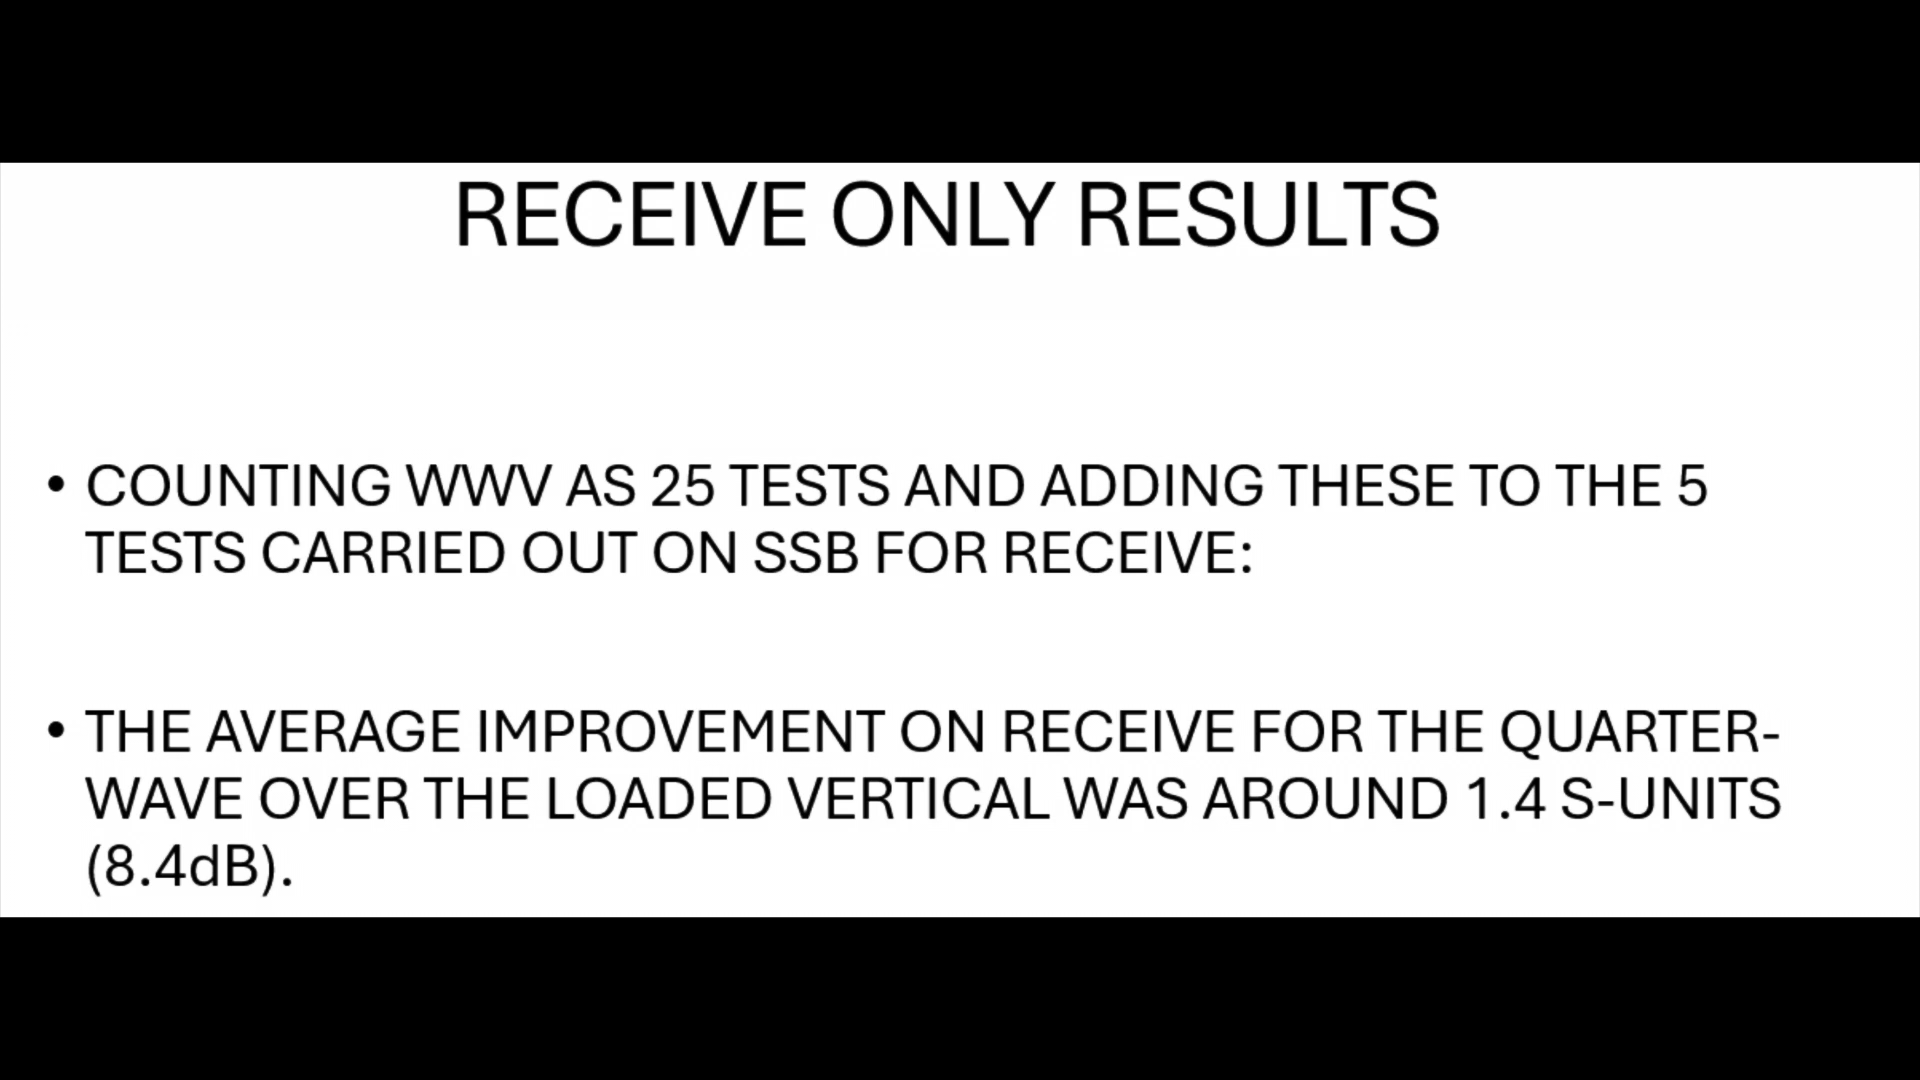 RECEIVE ONLY RESULTS
• COUNTING WWV AS 25 TESTS AND ADDING THESE TO THE 5
TESTS CARRIED OUT ON SSB FOR RECEIVE:
• THE AVERAGE IMPROVEMENT ON RECEIVE FOR THE QUARTER-
WAVE OVER THE LOADED VERTICAL WAS AROUND 1.4 S-UNITS
(8.4dB).